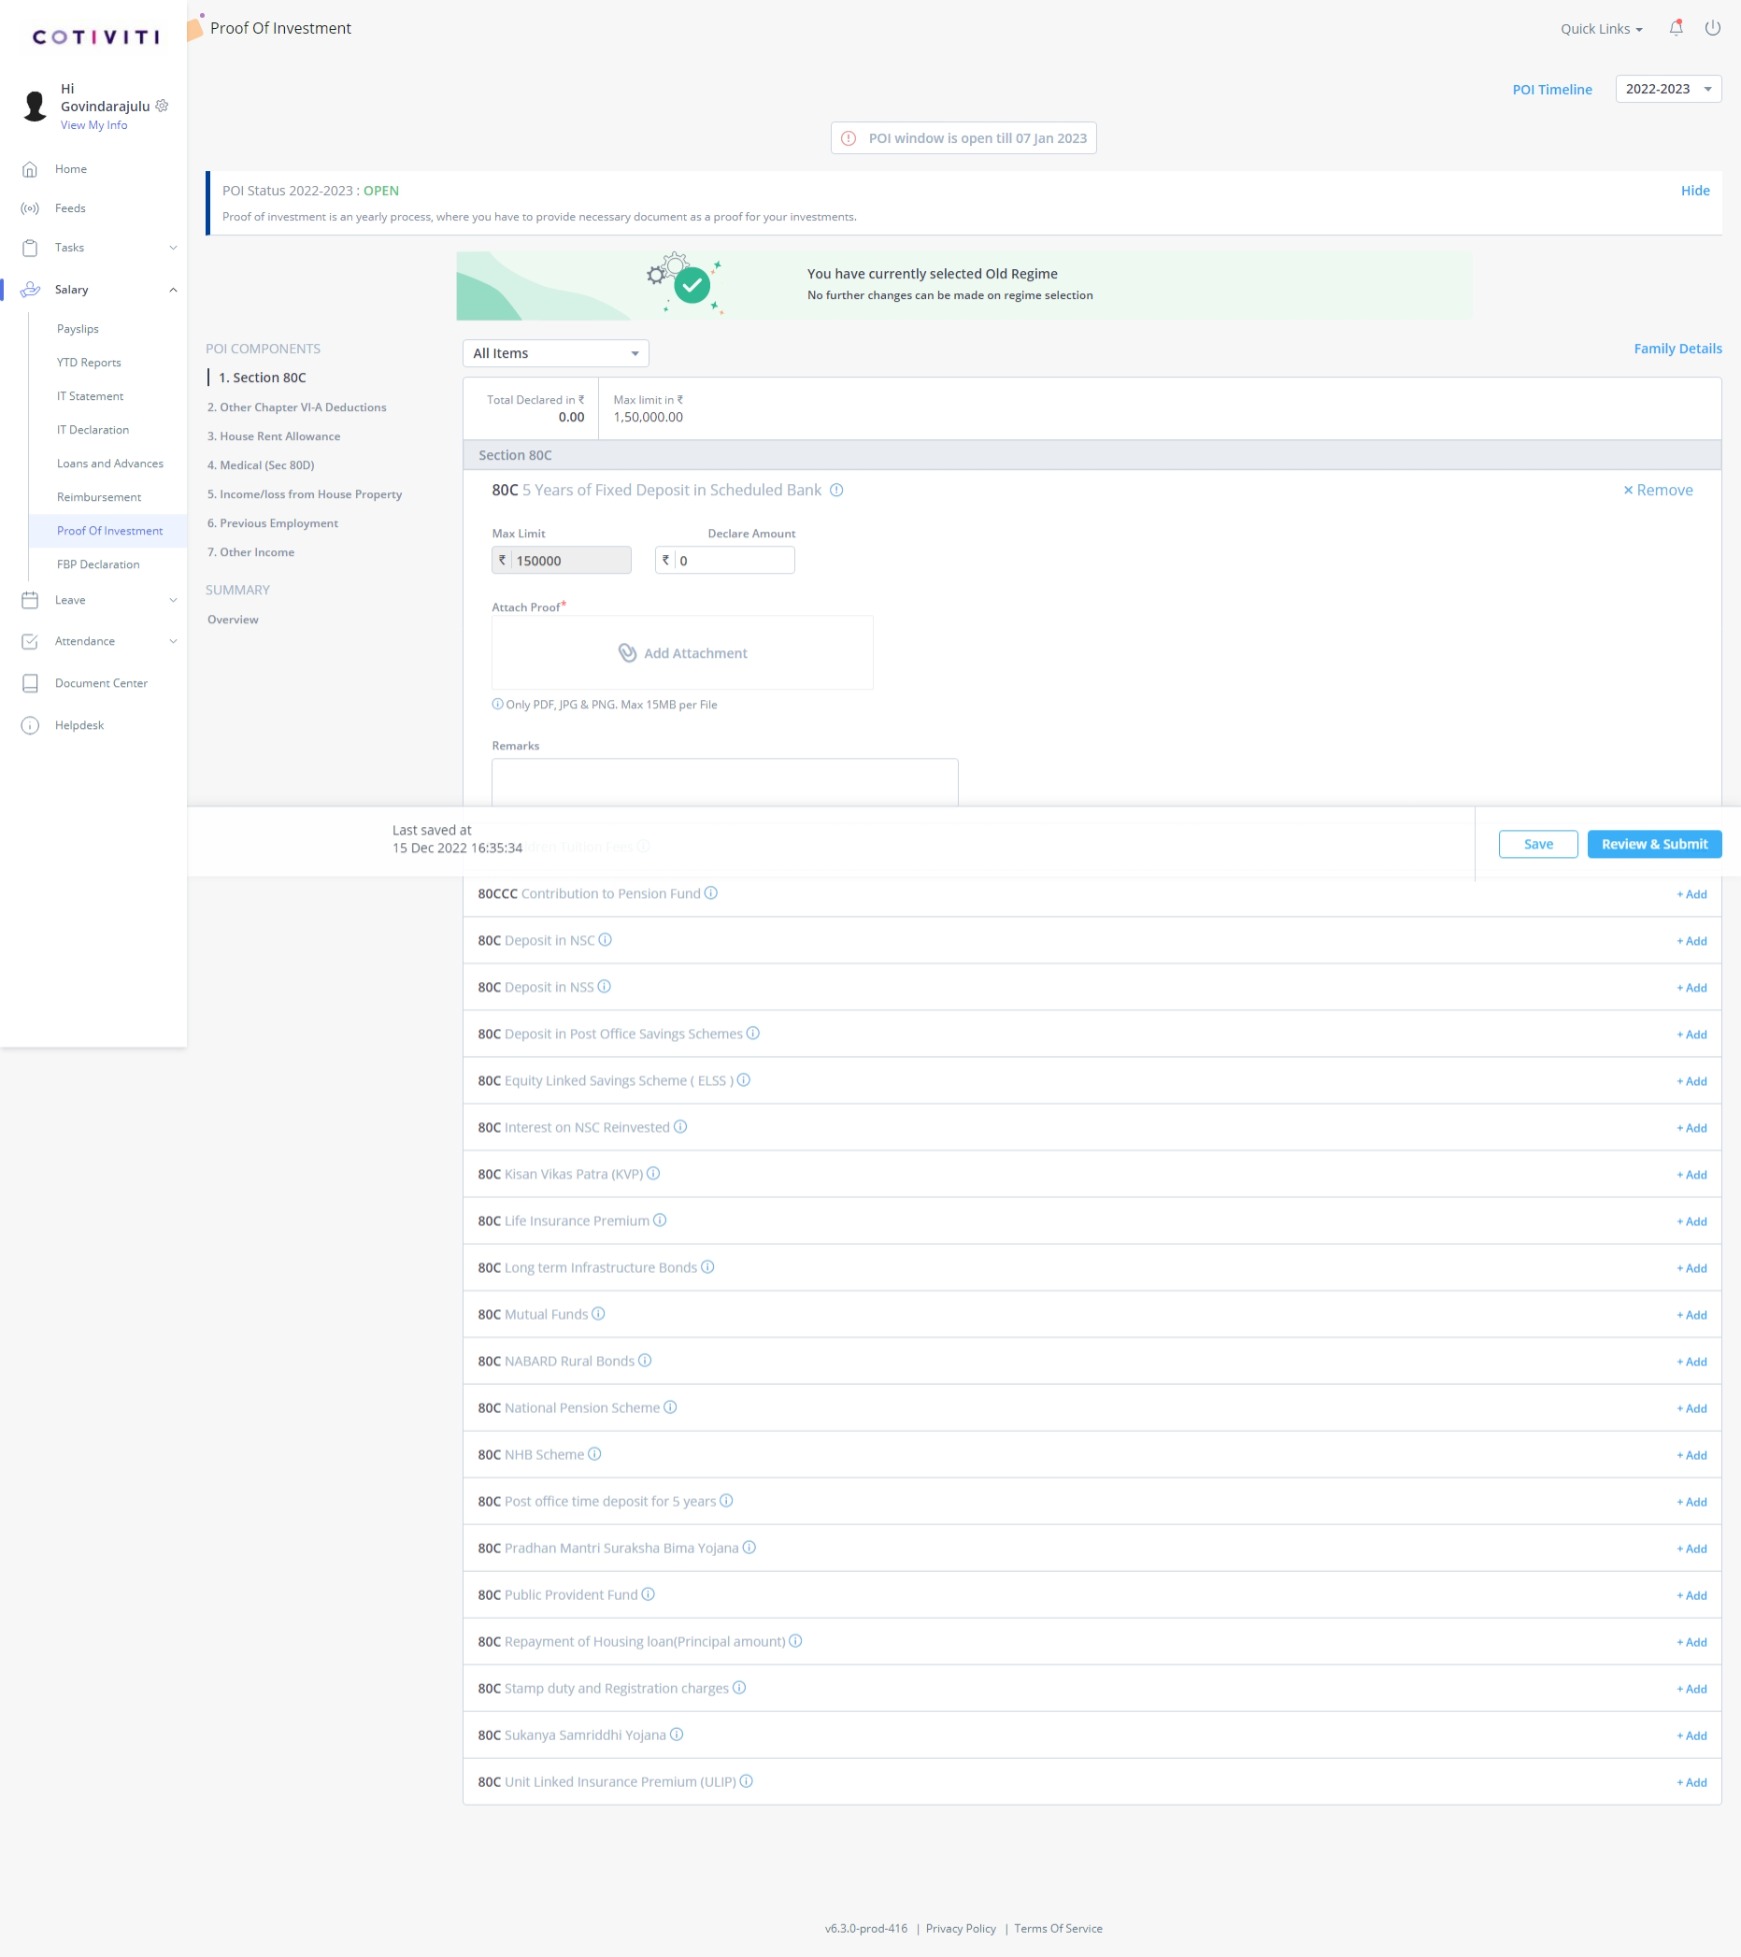 COTIVITI
Hi
Govindarajulu
View My Info
Home
Feeds
Tasks
Salary
Payslips
YTD Reports
IT Statement
IT Declaration
Loans and Advances
Reimbursement
Proof Of Investment
FBP Declaration
Leave
Attendance
Document Center
Helpdesk
Proof Of Investment
Quick Links
POI Timeline
2022-2023
POI window is open till 07 Jan 2023
POI Status 2022-2023 : OPEN
Hide
Proof of investment is an yearly process, where you have to provide necessary document as a proof for your investments.
You have currently selected Old Regime
No further changes can be made on regime selection
POI COMPONENTS
1. Section 80C
2. Other Chapter VI-A Deductions
3. House Rent Allowance
4. Medical (Sec 80D)
5. Income/loss from House Property
6. Previous Employment
7. Other Income
SUMMARY
Overview
All Items
Family Details
Total Declared in ₹
0.00
Max limit in ₹
1,50,000.00
Section 80C
80C 5 Years of Fixed Deposit in Scheduled Bank
× Remove
Max Limit
₹ 150000
Declare Amount
₹ 0
Attach Proof*
Add Attachment
Only PDF, JPG & PNG. Max 15MB per File
Remarks
Last saved at
15 Dec 2022 16:35:34
Tuition Fees
Save
Review & Submit
80CCC Contribution to Pension Fund + Add
80C Deposit in NSC + Add
80C Deposit in NSS + Add
80C Deposit in Post Office Savings Schemes + Add
80C Equity Linked Savings Scheme ( ELSS ) + Add
80C Interest on NSC Reinvested + Add
80C Kisan Vikas Patra (KVP) + Add
80C Life Insurance Premium + Add
80C Long term Infrastructure Bonds + Add
80C Mutual Funds + Add
80C NABARD Rural Bonds + Add
80C National Pension Scheme + Add
80C NHB Scheme + Add
80C Post office time deposit for 5 years + Add
80C Pradhan Mantri Suraksha Bima Yojana + Add
80C Public Provident Fund + Add
80C Repayment of Housing loan(Principal amount) + Add
80C Stamp duty and Registration charges + Add
80C Sukanya Samriddhi Yojana + Add
80C Unit Linked Insurance Premium (ULIP) + Add
v6.3.0-prod-416 | Privacy Policy | Terms Of Service